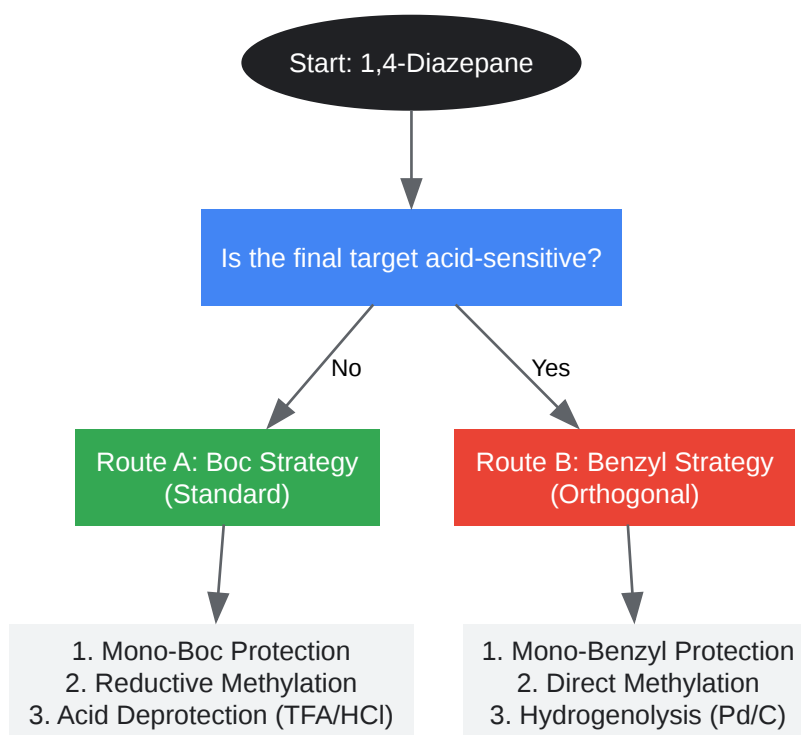 Start: 1,4-Diazepane
Is the final target acid-sensitive?
No
Yes
Route A: Boc Strategy
(Standard)
Route B: Benzyl Strategy
(Orthogonal)
1. Mono-Boc Protection
2. Reductive Methylation
3. Acid Deprotection (TFA/HCl)
1. Mono-Benzyl Protection
2. Direct Methylation
3. Hydrogenolysis (Pd/C)